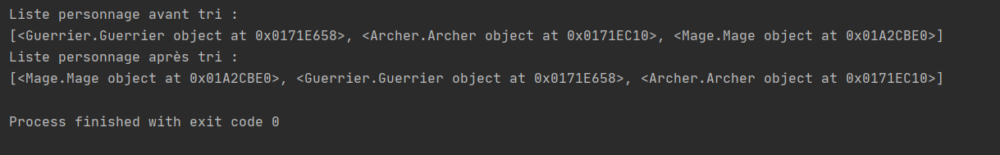 Liste personnage avant tri :
[<Guerrier.Guerrier object at 0x0171E658>, <Archer.Archer object at 0x0171EC10>, <Mage.Mage object at 0x01A2CBE0>]
Liste personnage après tri :
[<Mage.Mage object at 0x01A2CBE0>, <Guerrier.Guerrier object at 0x0171E658>, <Archer.Archer object at 0x0171EC10>]
Process finished with exit code 0